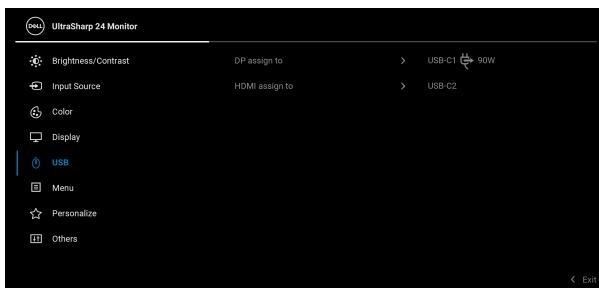 DELL UltraSharp 24 Monitor
Brightness/Contrast DP assign to > USB-C1 90W
Input Source HDMI assign to > USB-C2
Color
Display
USB
Menu
Personalize
Others
< Exit